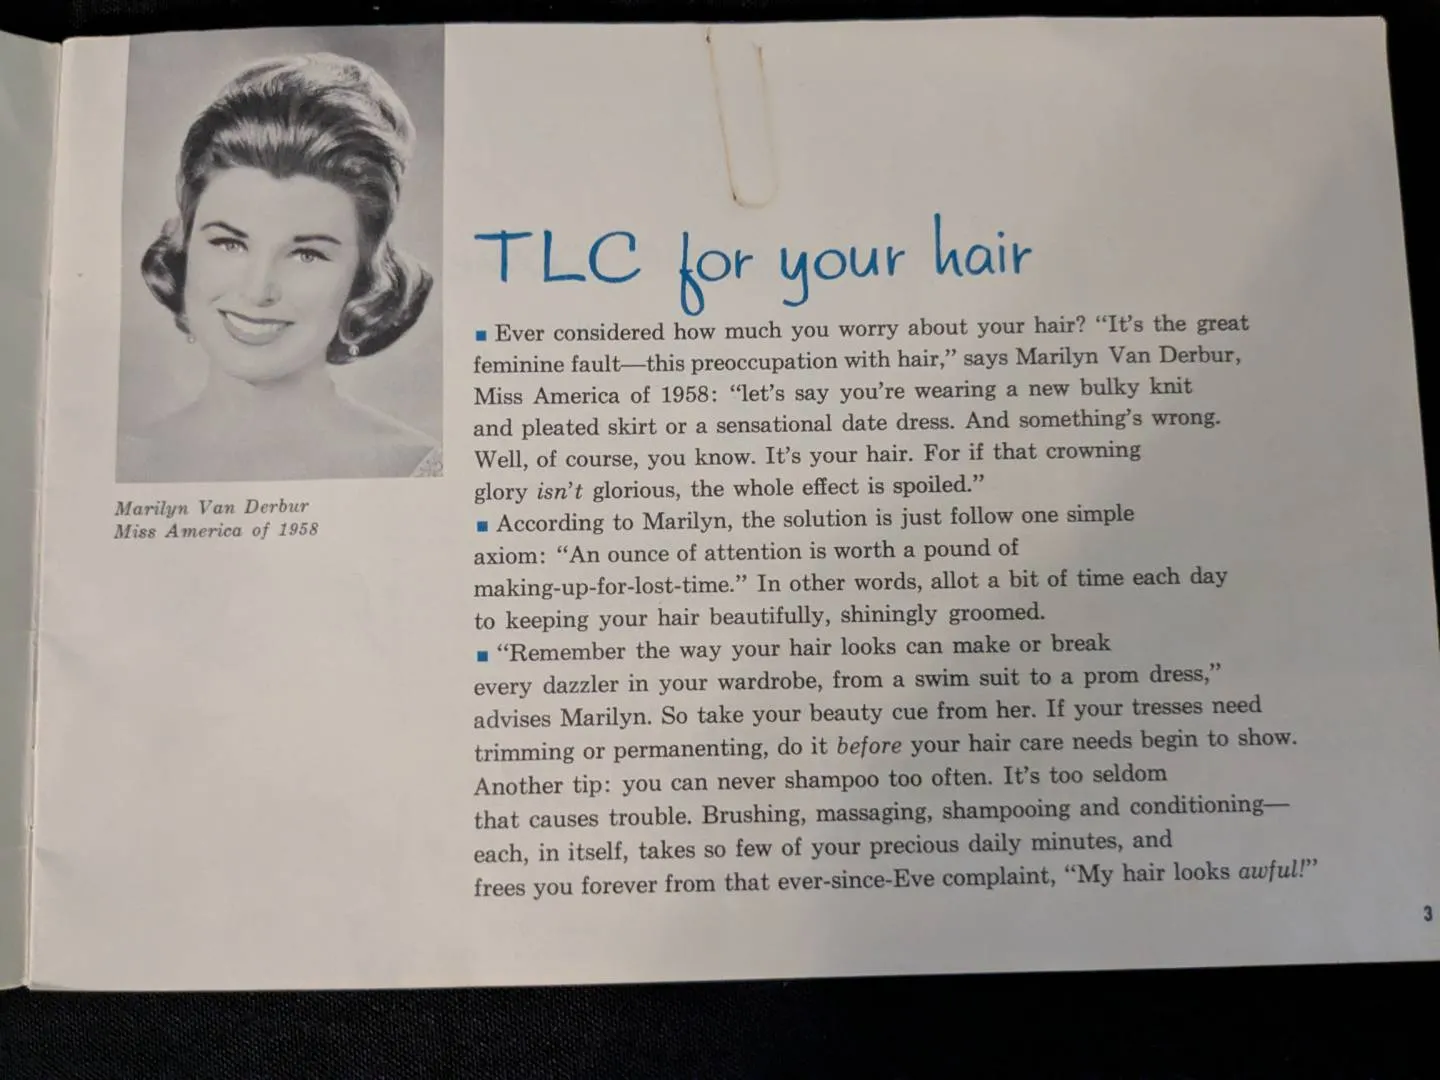 Marilyn Van Derbur
Miss America of 1958
TLC for your hair
▪ Ever considered how much you worry about your hair? “It’s the great
feminine fault—this preoccupation with hair,” says Marilyn Van Derbur,
Miss America of 1958: “let’s say you’re wearing a new bulky knit
and pleated skirt or a sensational date dress. And something’s wrong.
Well, of course, you know. It’s your hair. For if that crowning
glory isn’t glorious, the whole effect is spoiled.”
▪ According to Marilyn, the solution is just follow one simple
axiom: “An ounce of attention is worth a pound of
making-up-for-lost-time.” In other words, allot a bit of time each day
to keeping your hair beautifully, shiningly groomed.
▪ “Remember the way your hair looks can make or break
every dazzler in your wardrobe, from a swim suit to a prom dress,”
advises Marilyn. So take your beauty cue from her. If your tresses need
trimming or permanenting, do it before your hair care needs begin to show.
Another tip: you can never shampoo too often. It’s too seldom
that causes trouble. Brushing, massaging, shampooing and conditioning—
each, in itself, takes so few of your precious daily minutes, and
frees you forever from that ever-since-Eve complaint, “My hair looks awful!”
3